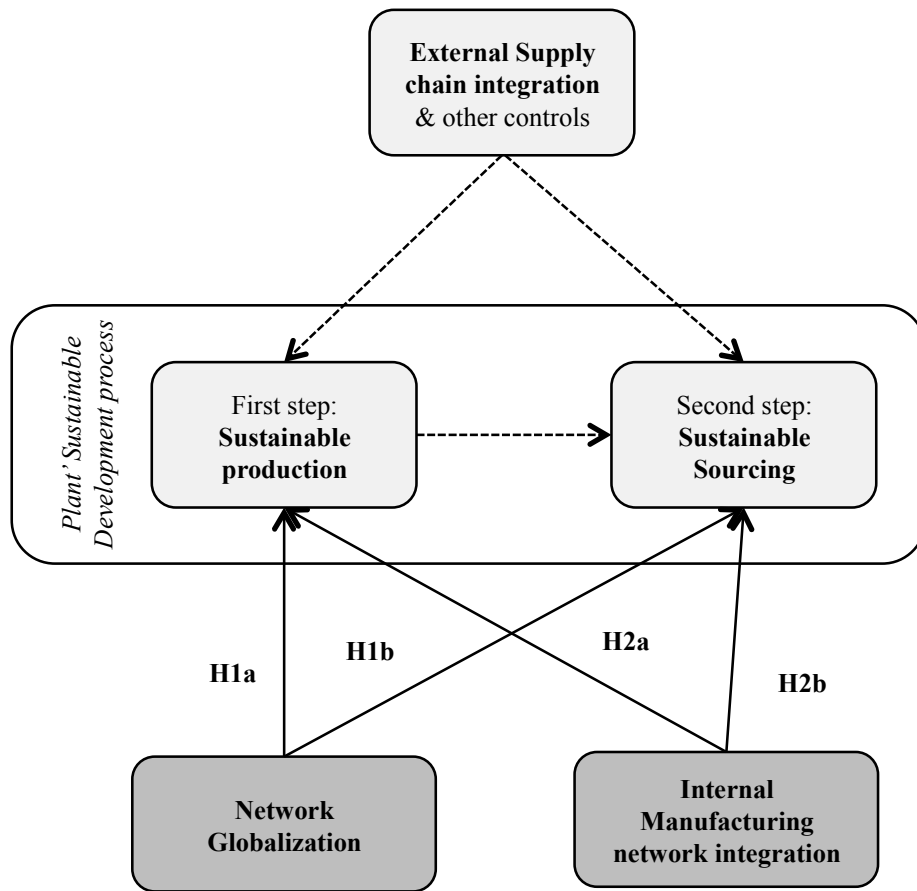 External Supply
chain integration
& other controls
Plant’ Sustainable
Development process
First step:
Sustainable
production
Second step:
Sustainable
Sourcing
H1a
H1b
H2a
H2b
Network
Globalization
Internal
Manufacturing
network integration